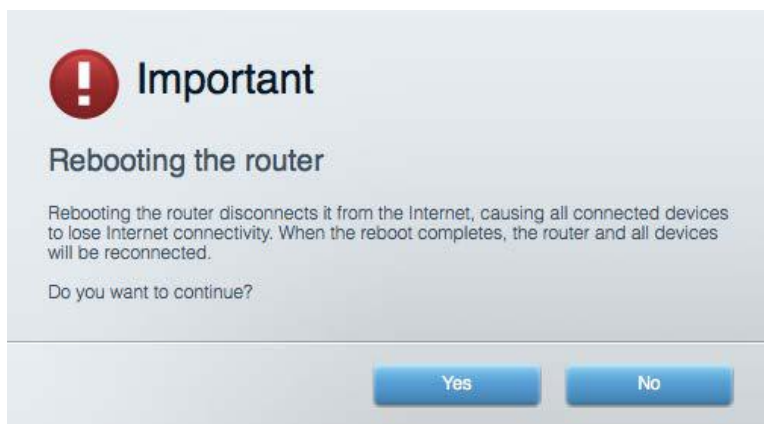 Important
Rebooting the router
Rebooting the router disconnects it from the Internet, causing all connected devices
to lose Internet connectivity. When the reboot completes, the router and all devices
will be reconnected.
Do you want to continue?
Yes No